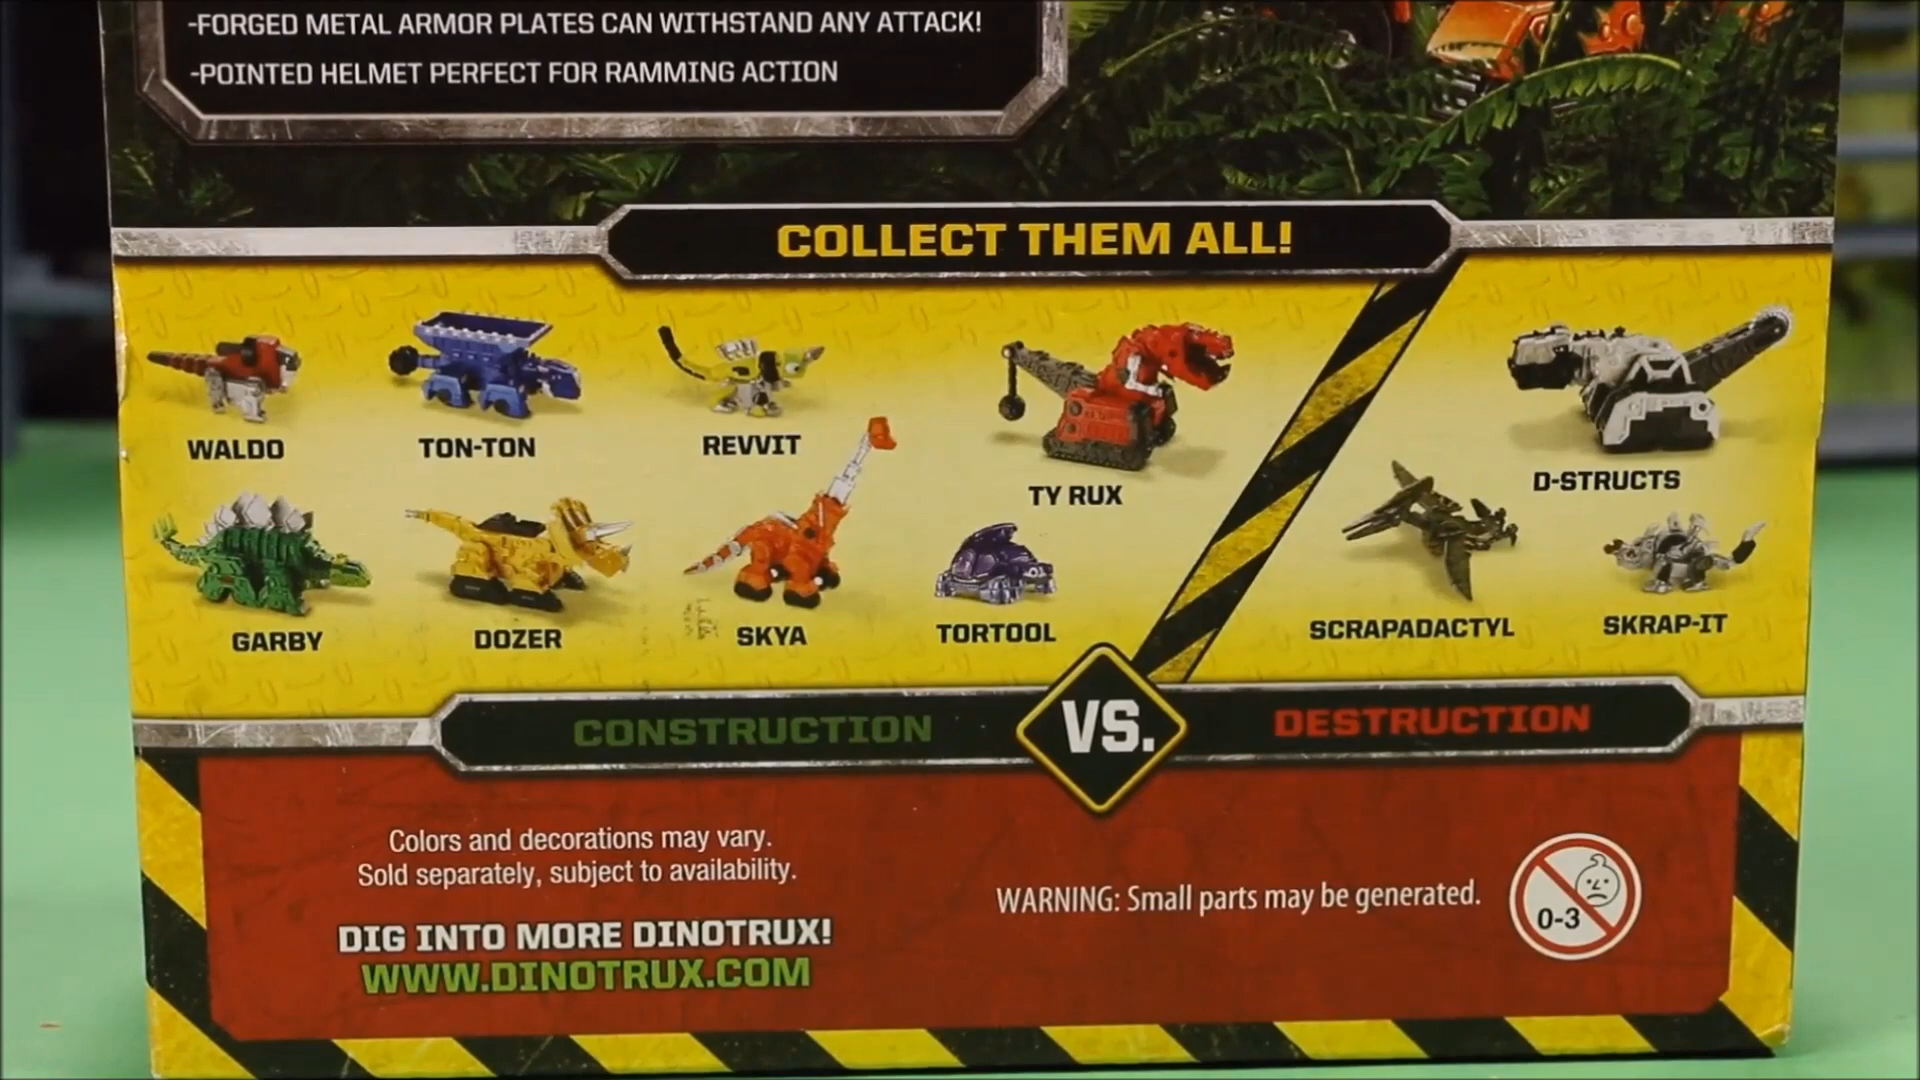 -FORGED METAL ARMOR PLATES CAN WITHSTAND ANY ATTACK!
-POINTED HELMET PERFECT FOR RAMMING ACTION
COLLECT THEM ALL!
WALDO
TON-TON
REVVIT
TY RUX
D-STRUCTS
GARBY
DOZER
SKYA
TORTOOL
SCRAPADACTYL
SKRAP-IT
CONSTRUCTION VS. DESTRUCTION
Colors and decorations may vary.
Sold separately, subject to availability.
WARNING: Small parts may be generated.
0-3
DIG INTO MORE DINOTRUX!
WWW.DINOTRUX.COM